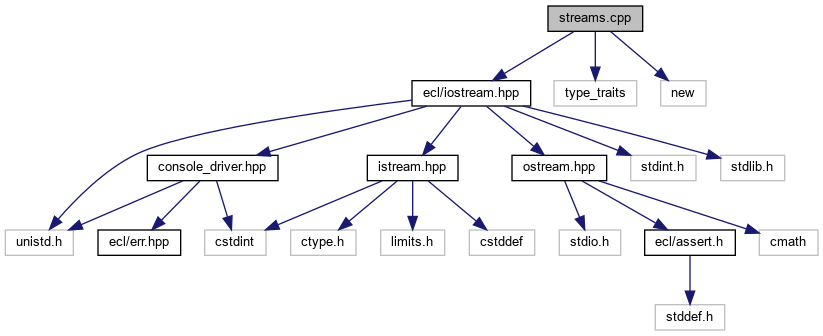 streams.cpp
ecl/iostream.hpp
type_traits
new
console_driver.hpp
istream.hpp
ostream.hpp
stdint.h
stdlib.h
unistd.h
ecl/err.hpp
cstdint
ctype.h
limits.h
cstddef
stdio.h
ecl/assert.h
cmath
stddef.h